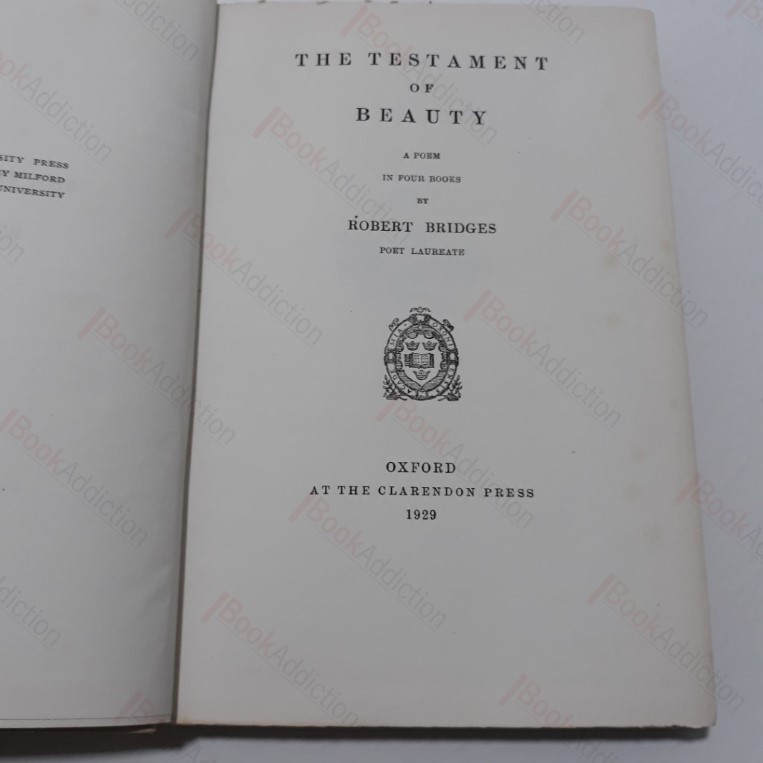 SITY PRESS
Y MILFORD
UNIVERSITY
THE TESTAMENT
OF
BEAUTY
A POEM
IN FOUR BOOKS
BY
ROBERT BRIDGES
POET LAUREATE
OXFORD
AT THE CLARENDON PRESS
1929
BookAddiction